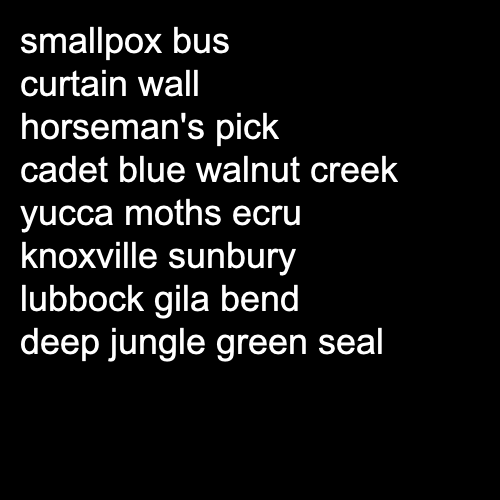 smallpox bus
curtain wall
horseman's pick
cadet blue walnut creek
yucca moths ecru
knoxville sunbury
lubbock gila bend
deep jungle green seal